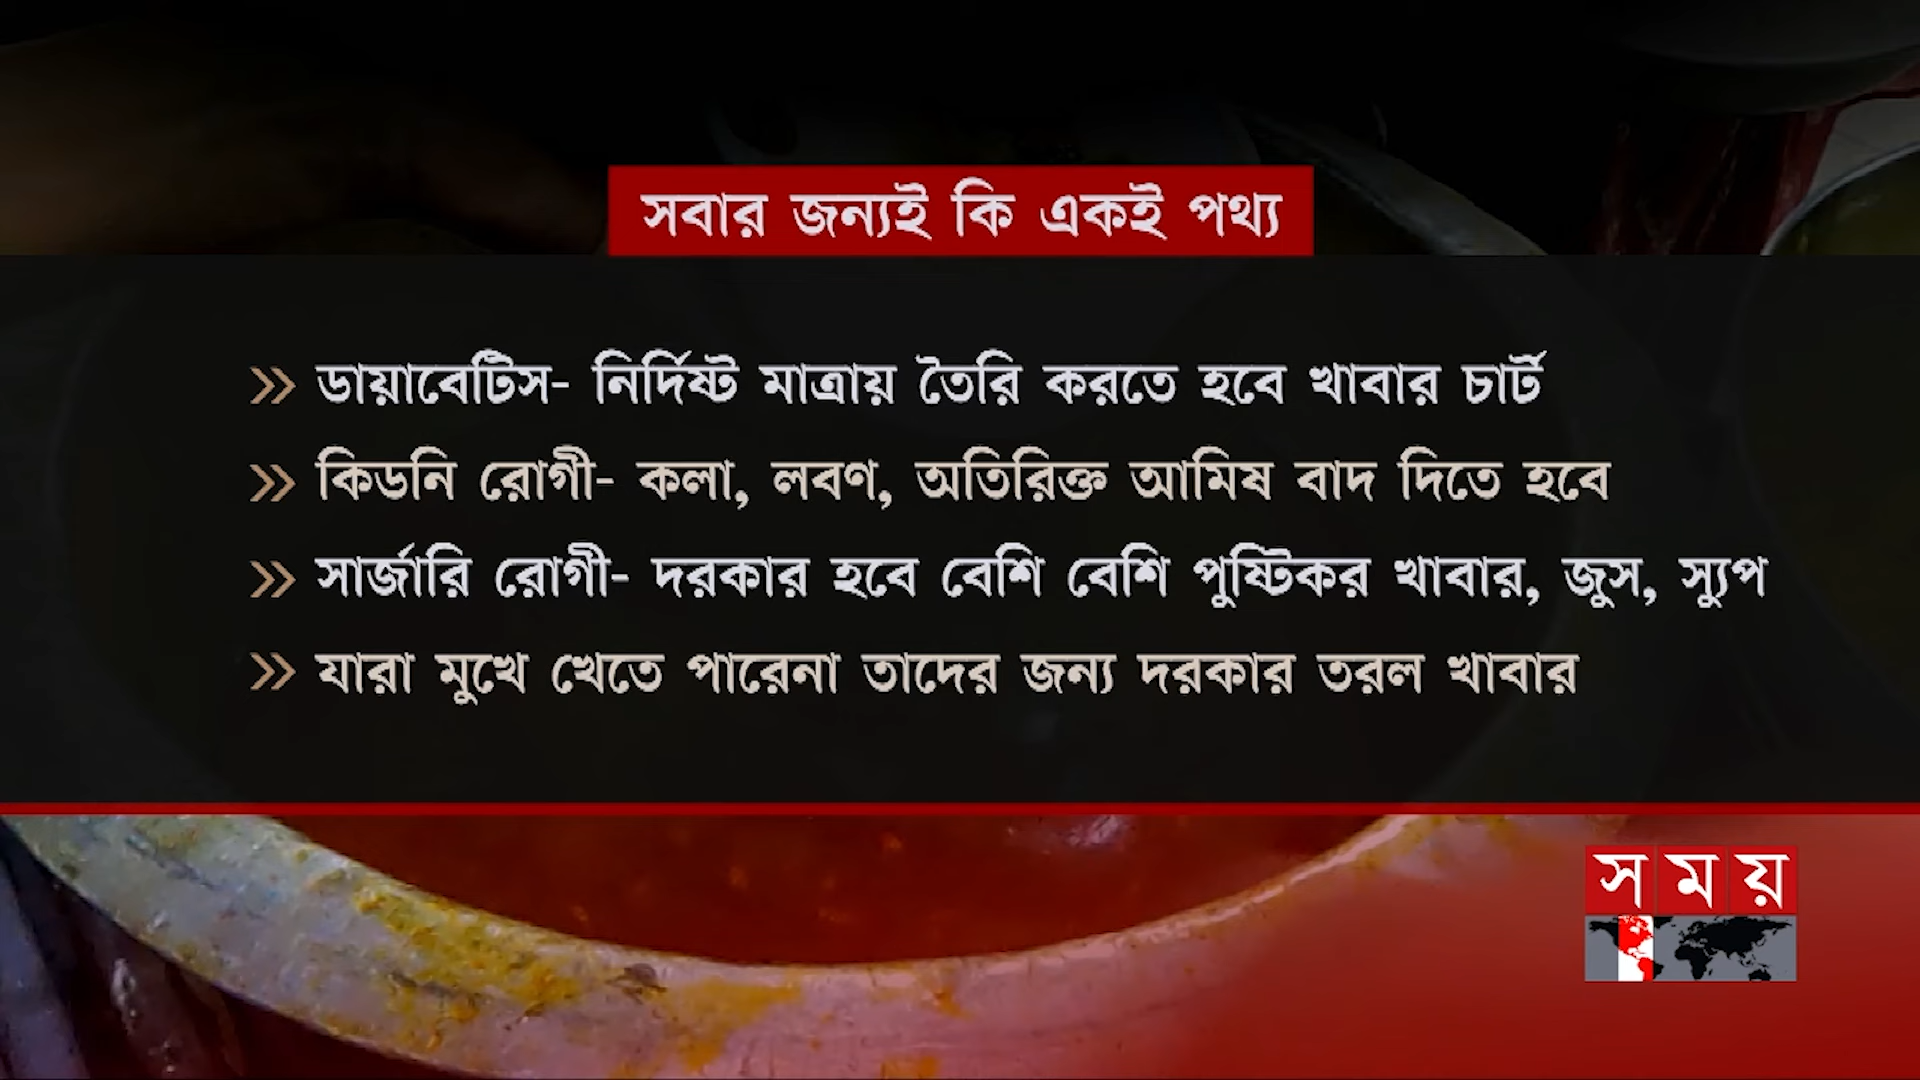 সবার জন্যই কি একই পথ্য
ডায়াবেটিস- নির্দিষ্ট মাত্রায় তৈরি করতে হবে খাবার চার্ট
কিডনি রোগী- কলা, লবণ, অতিরিক্ত আমিষ বাদ দিতে হবে
সার্জারি রোগী- দরকার হবে বেশি বেশি পুষ্টিকর খাবার, জুস, স্যুপ
যারা মুখে খেতে পারেনা তাদের জন্য দরকার তরল খাবার
সময়